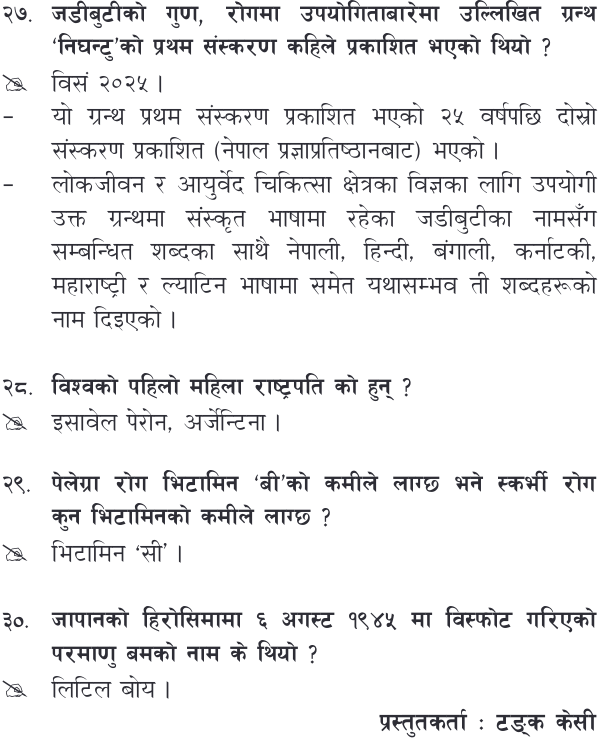 २७. जडीबुटीको गुण, रोगमा उपयोगिताबारेमा उल्लिखित ग्रन्थ
'निघन्टु'को प्रथम संस्करण कहिले प्रकाशित भएको थियो ?
विसं २०२५ ।
– यो ग्रन्थ प्रथम संस्करण प्रकाशित भएको २५ वर्षपछि दोस्रो
संस्करण प्रकाशित (नेपाल प्रज्ञाप्रतिष्ठानबाट) भएको ।
– लोकजीवन र आयुर्वेद चिकित्सा क्षेत्रका विज्ञका लागि उपयोगी
उक्त ग्रन्थमा संस्कृत भाषामा रहेका जडीबुटीका नामसँग
सम्बन्धित शब्दका साथै नेपाली, हिन्दी, बंगाली, कर्नाटकी,
महाराष्ट्री र ल्याटिन भाषामा समेत यथासम्भव ती शब्दहरूको
नाम दिइएको ।
२८. विश्वको पहिलो महिला राष्ट्रपति को हुन् ?
इसावेल पेरोन, अर्जेन्टिना ।
२९. पेलेग्रा रोग भिटामिन 'बी'को कमीले लाग्छ भने स्कर्भी रोग
कुन भिटामिनको कमीले लाग्छ ?
भिटामिन 'सी' ।
३०. जापानको हिरोसिमामा ६ अगस्ट १९४५ मा विस्फोट गरिएको
परमाणु बमको नाम के थियो ?
लिटिल बोय ।
प्रस्तुतकर्ता : टङ्क केसी